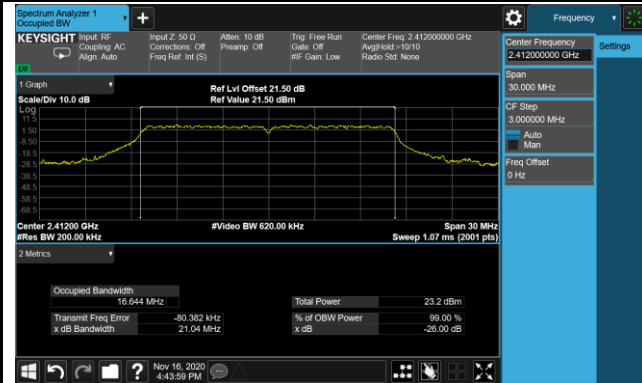 Spectrum Analyzer 1
Occupied BW
Frequency
KEYSIGHT
Input: RF
Coupling: AC
Align: Auto
Input Z: 50 Ω
Corrections: Off
Freq Ref: Int (S)
Atten: 10 dB
Preamp: Off
Trig: Free Run
Gate: Off
#IF Gain: Low
Center Freq: 2.412000000 GHz
Avg|Hold:>10/10
Radio Std: None
Center Frequency
2.412000000 GHz
Settings
Span
30.000 MHz
CF Step
3.000000 MHz
Auto
Man
Freq Offset
0 Hz
1 Graph
Scale/Div 10.0 dB
Ref Lvl Offset 21.50 dB
Ref Value 21.50 dBm
Log
11.5
1.50
-8.50
-18.5
-28.5
-38.5
-48.5
-58.5
-68.5
Center 2.41200 GHz
#Res BW 200.00 kHz
#Video BW 620.00 kHz
Span 30 MHz
Sweep 1.07 ms (2001 pts)
2 Metrics
Occupied Bandwidth
16.644 MHz
Transmit Freq Error -80.382 kHz
x dB Bandwidth 21.04 MHz
Total Power 23.2 dBm
% of OBW Power 99.00 %
x dB -26.00 dB
Nov 16, 2020
4:43:59 PM